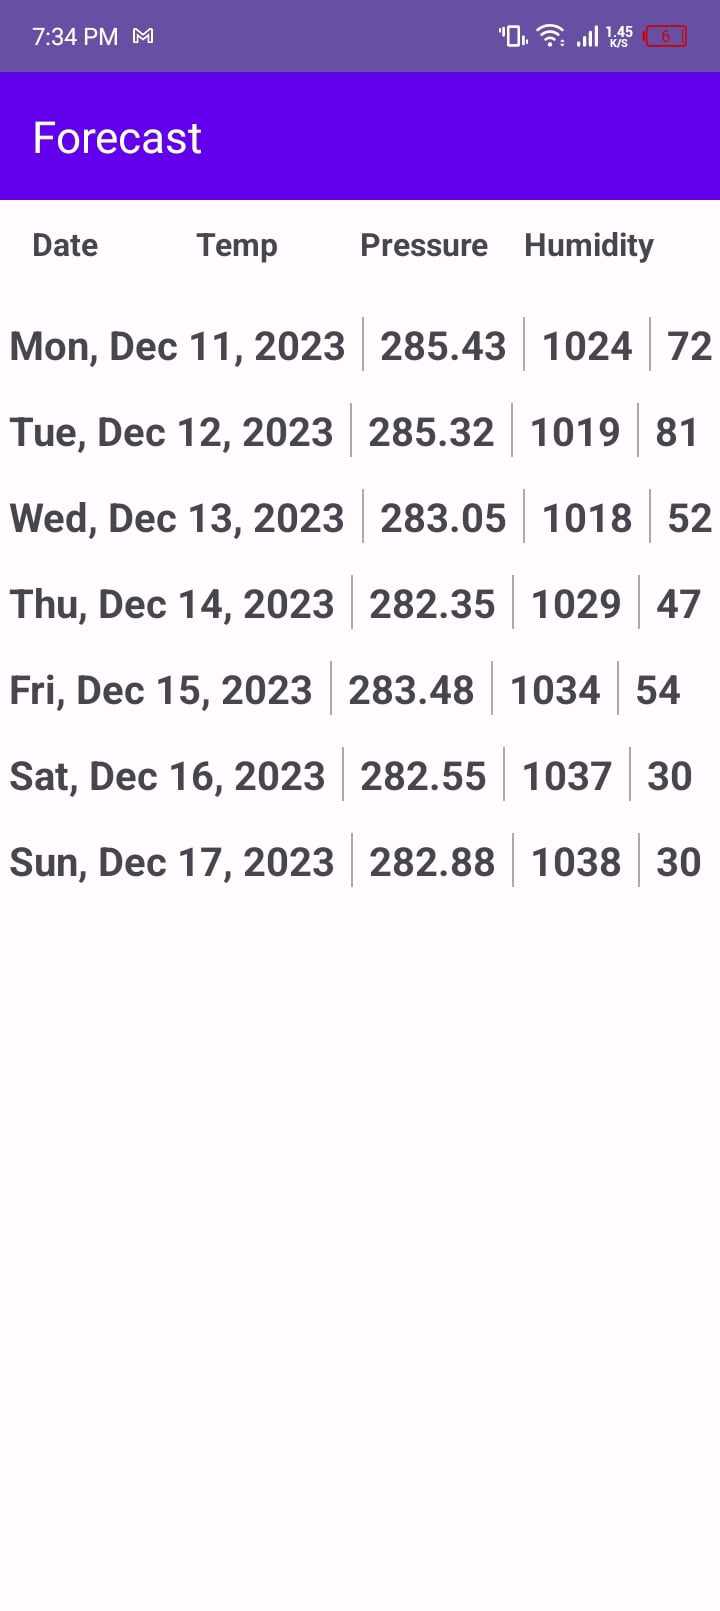 7:34 PM 1.45 K/S 6
Forecast
Date Temp Pressure Humidity
Mon, Dec 11, 2023 285.43 1024 72
Tue, Dec 12, 2023 285.32 1019 81
Wed, Dec 13, 2023 283.05 1018 52
Thu, Dec 14, 2023 282.35 1029 47
Fri, Dec 15, 2023 283.48 1034 54
Sat, Dec 16, 2023 282.55 1037 30
Sun, Dec 17, 2023 282.88 1038 30